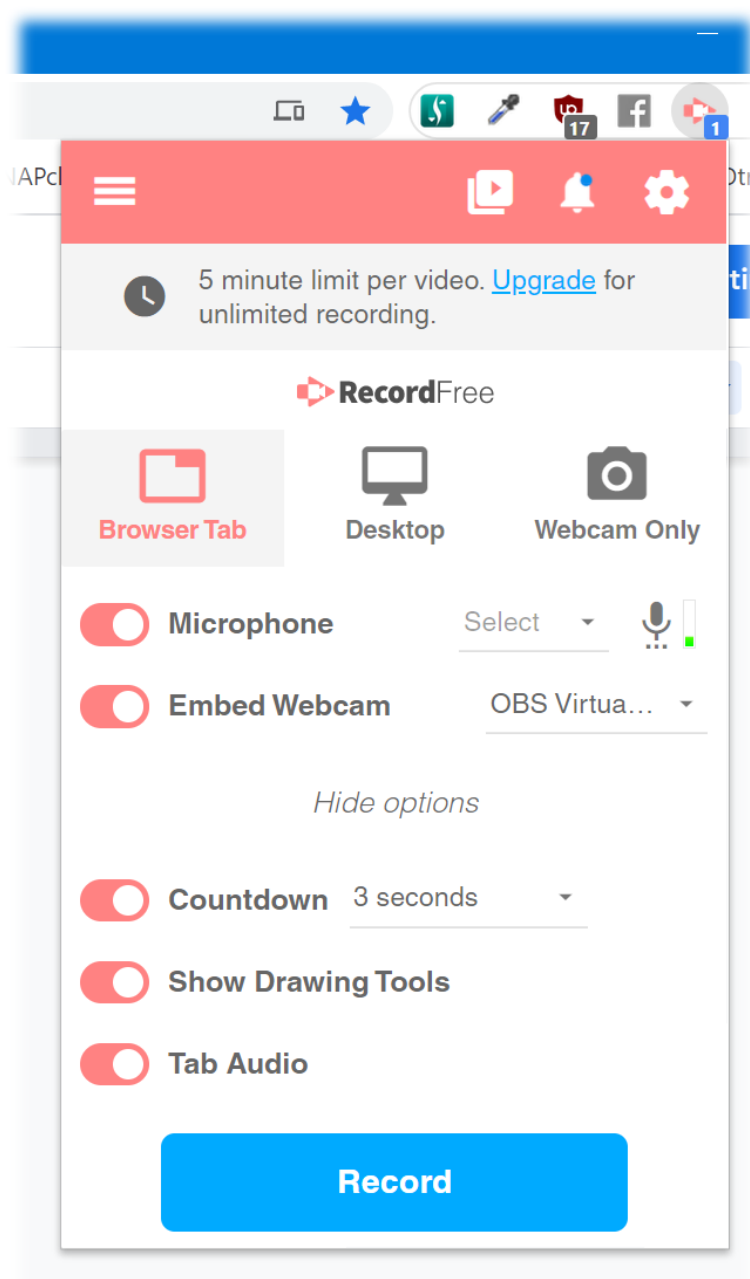 17
1
5 minute limit per video. Upgrade for
unlimited recording.
RecordFree
Browser Tab
Desktop
Webcam Only
Microphone
Select
Embed Webcam
OBS Virtua...
Hide options
Countdown
3 seconds
Show Drawing Tools
Tab Audio
Record